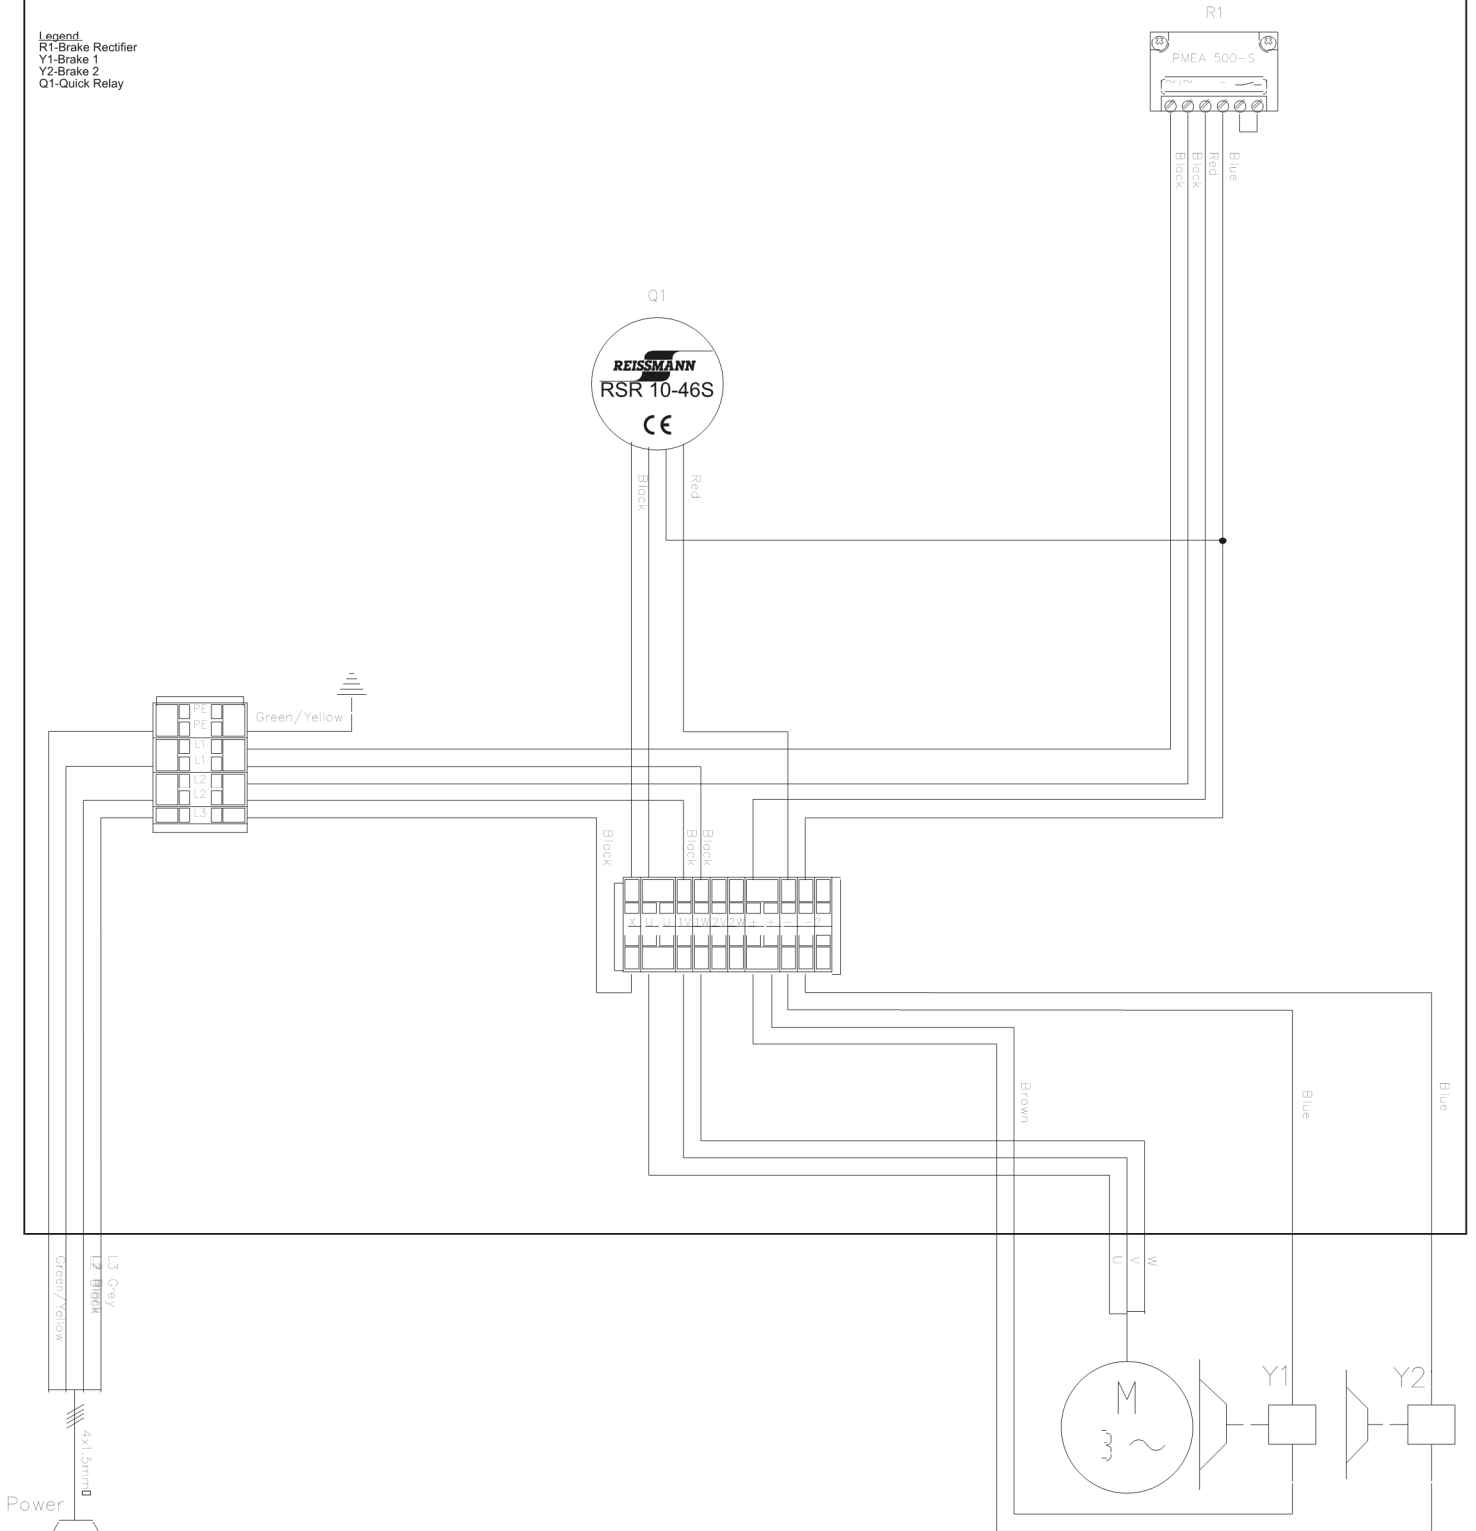 Legend
R1-Brake Rectifier
Y1-Brake 1
Y2-Brake 2
Q1-Quick Relay
R1
PMEA 500-S
~ ~ -
Black
Black
Red
Blue
Q1
REISSMANN
RSR 10-46S
CE
Black
Red
Green/Yellow
PE
PE
L1
L1
L2
L2
L3
Black
Black
Black
X U U 1V 1W 2V 2W + + - -2
Brown
Blue
Blue
Green/Yellow
L3 Grey
U
V
W
M
3 ~
Y1
Y2
4x1.5mm
Power